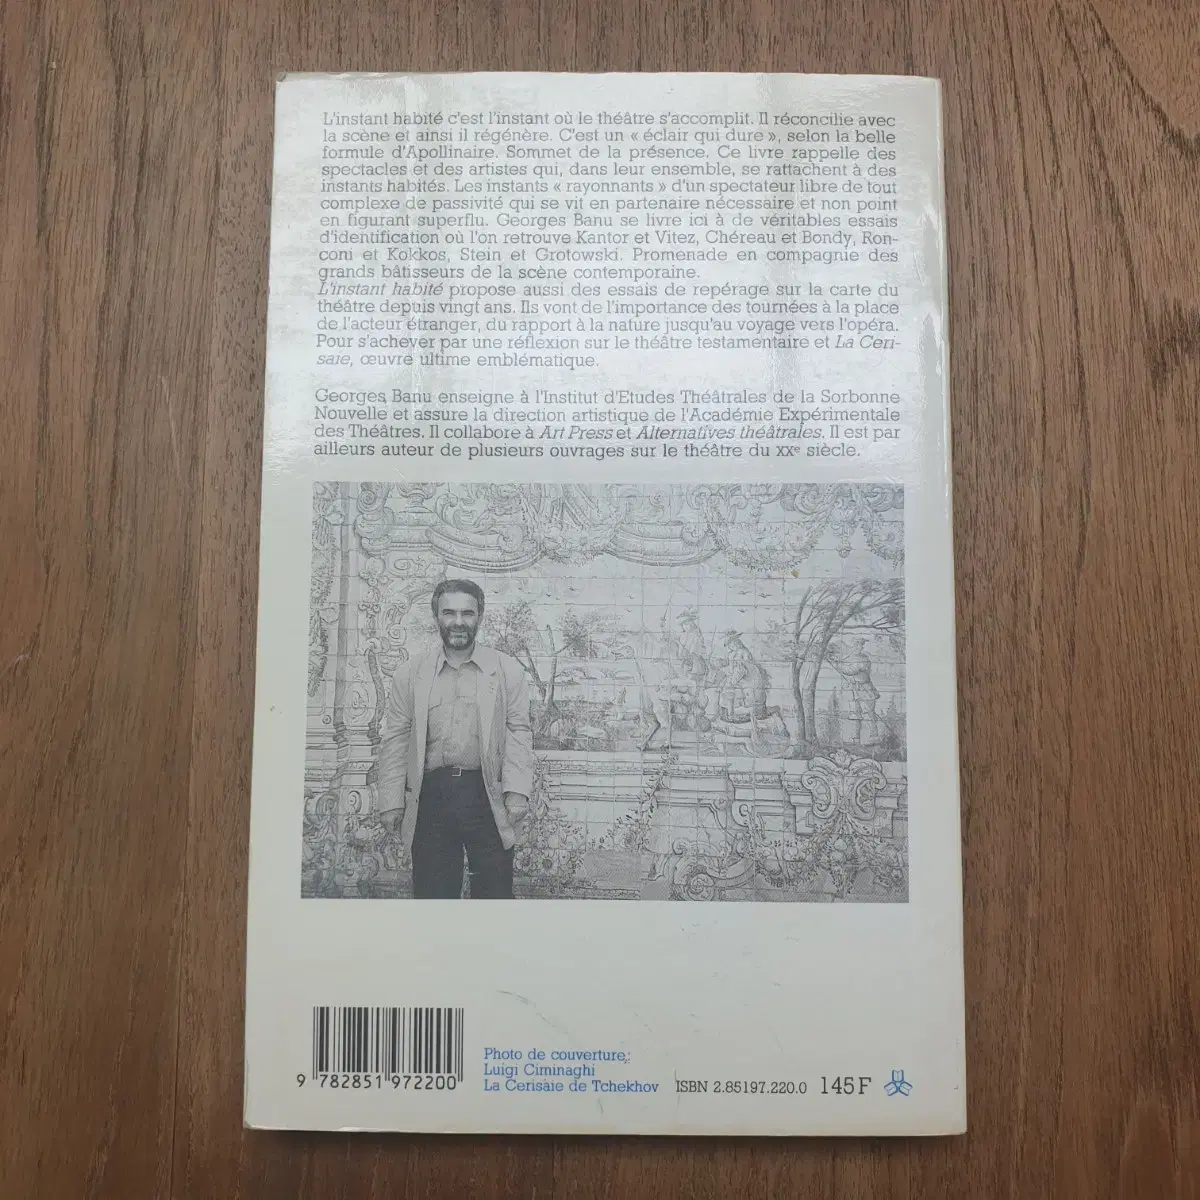 L'instant habité c'est l'instant où le théâtre s'accomplit. Il réconcilie avec
la scène et ainsi il régénère. C'est un « éclair qui dure », selon la belle
formule d'Apollinaire. Sommet de la présence. Ce livre rappelle des
spectacles et des artistes qui, dans leur ensemble, se rattachent à des
instants habités. Les instants « rayonnants » d'un spectateur libre de tout
complexe de passivité qui se vit en partenaire nécessaire et non point
en figurant superflu. Georges Banu se livre ici à de véritables essais
d'identification où l'on retrouve Kantor et Vitez, Chéreau et Bondy, Ron-
coni et Kokkos, Stein et Grotowski. Promenade en compagnie des
grands bâtisseurs de la scène contemporaine.
L'instant habité propose aussi des essais de repérage sur la carte du
théâtre depuis vingt ans. Ils vont de l'importance des tournées à la place
de l'acteur étranger, du rapport à la nature jusqu'au voyage vers l'opéra.
Pour s'achever par une réflexion sur le théâtre testamentaire et La Ceri-
saie, œuvre ultime emblématique.
Georges Banu enseigne à l'Institut d'Etudes Théâtrales de la Sorbonne
Nouvelle et assure la direction artistique de l'Académie Expérimentale
des Théâtres. Il collabore à Art Press et Alternatives théâtrales. Il est par
ailleurs auteur de plusieurs ouvrages sur le théâtre du XXe siècle.
9 782851 972200
Photo de couverture :
Luigi Ciminaghi
La Cerisaie de Tchekhov
ISBN 2.85197.220.0 145 F